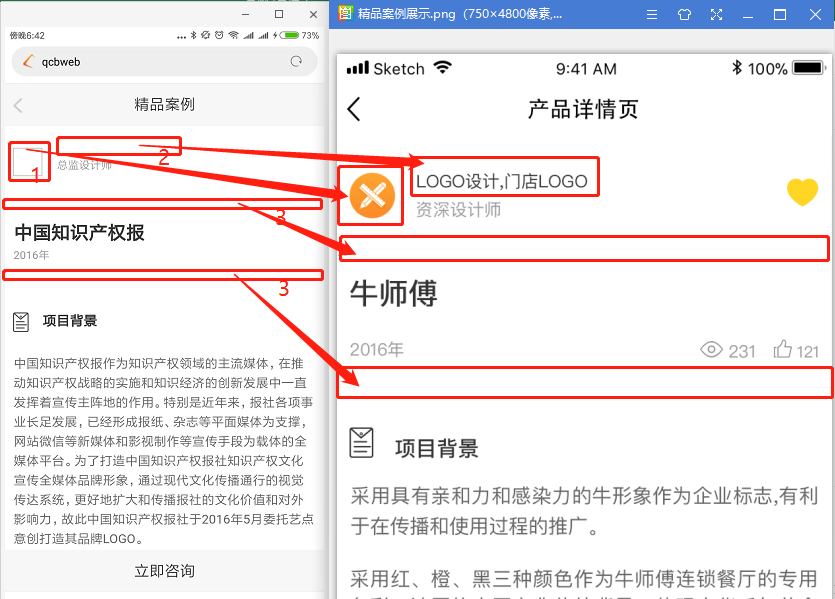 傍晚6:42
73%
qcbweb
精品案例
1
2
总监设计师
3
中国知识产权报
2016年
3
项目背景
中国知识产权报作为知识产权领域的主流媒体，在推
动知识产权战略的实施和知识经济的创新发展中一直
发挥着宣传主阵地的作用。特别是近年来，报社各项事
业长足发展，已经形成报纸、杂志等平面媒体为支撑，
网站微信等新媒体和影视制作等宣传手段为载体的全
媒体平台。为了打造中国知识产权报社知识产权文化
宣传全媒体品牌形象，通过现代文化传播通行的视觉
传达系统，更好地扩大和传播报社的文化价值和对外
影响力，故此中国知识产权报社于2016年5月委托艺点
意创打造其品牌LOGO。
立即咨询
图 精品案例展示.png（750×4800像素,...
Sketch 9:41 AM 100%
产品详情页
LOGO设计,门店LOGO
资深设计师
牛师傅
2016年 231 121
项目背景
采用具有亲和力和感染力的牛形象作为企业标志,有利
于在传播和使用过程的推广。
采用红、橙、黑三种颜色作为牛师傅连锁餐厅的专用